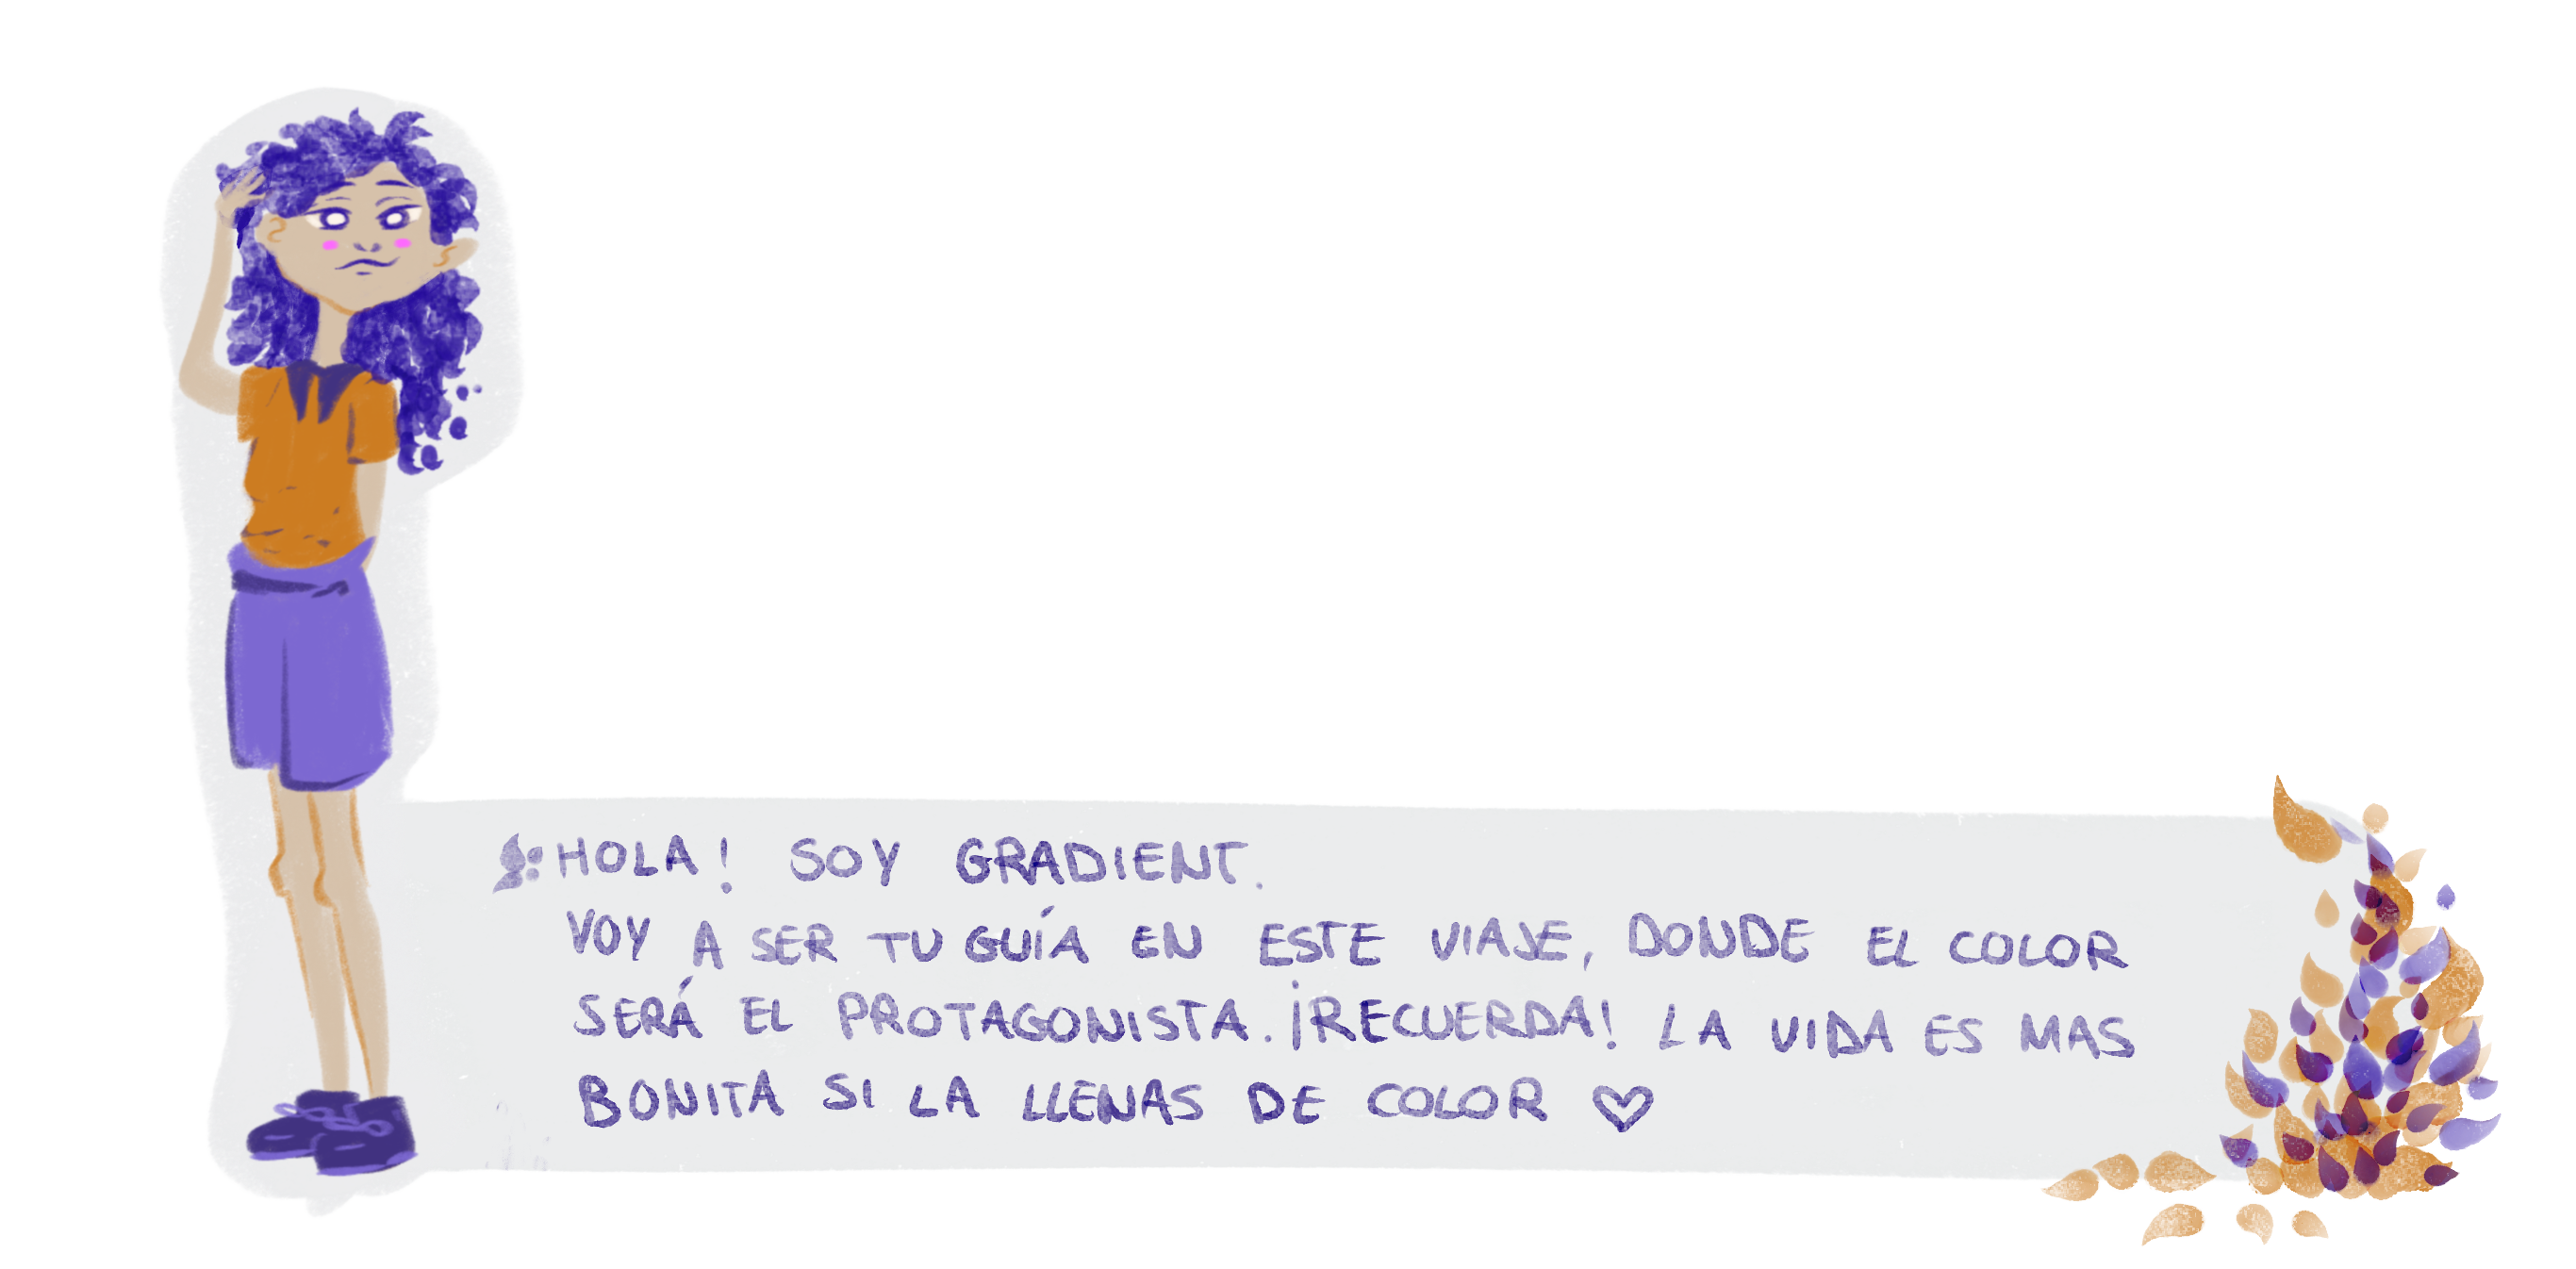 HOLA! SOY GRADIENT.
VOY A SER TU GUÍA EN ESTE VIAJE, DONDE EL COLOR
SERÁ EL PROTAGONISTA. ¡RECUERDA! LA VIDA ES MAS
BONITA SI LA LLENAS DE COLOR ♡